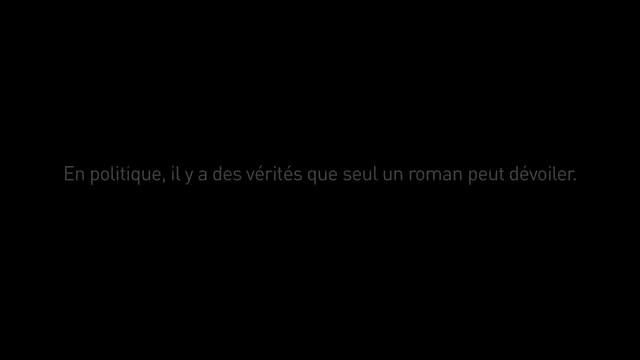 En politique, il y a des vérités que seul un roman peut dévoiler.